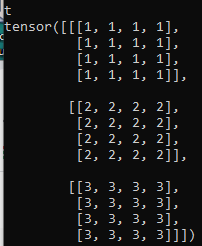 t
tensor([[[1, 1, 1, 1],
         [1, 1, 1, 1],
         [1, 1, 1, 1],
         [1, 1, 1, 1]],

        [[2, 2, 2, 2],
         [2, 2, 2, 2],
         [2, 2, 2, 2],
         [2, 2, 2, 2]],

        [[3, 3, 3, 3],
         [3, 3, 3, 3],
         [3, 3, 3, 3],
         [3, 3, 3, 3]]])